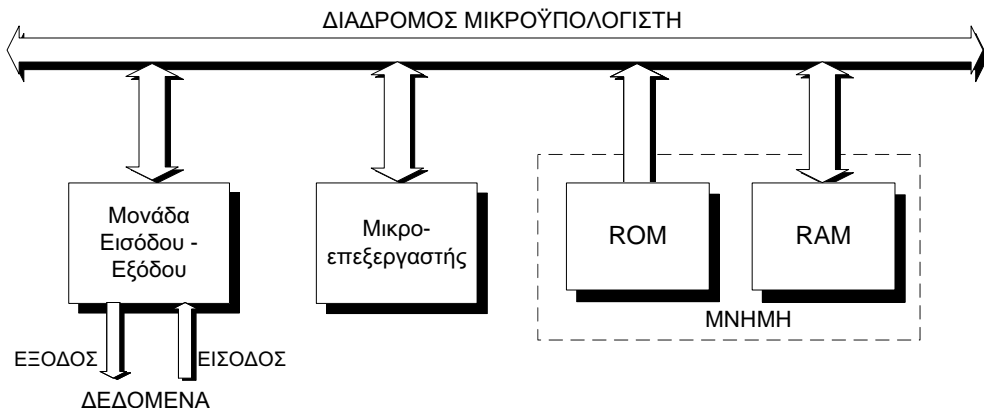 ΔΙΑΔΡΟΜΟΣ ΜΙΚΡΟΫΠΟΛΟΓΙΣΤΗ
Μονάδα
Εισόδου -
Εξόδου
Μικρο-
επεξεργαστής
ROM
RAM
ΜΝΗΜΗ
ΕΞΟΔΟΣ
ΕΙΣΟΔΟΣ
ΔΕΔΟΜΕΝΑ